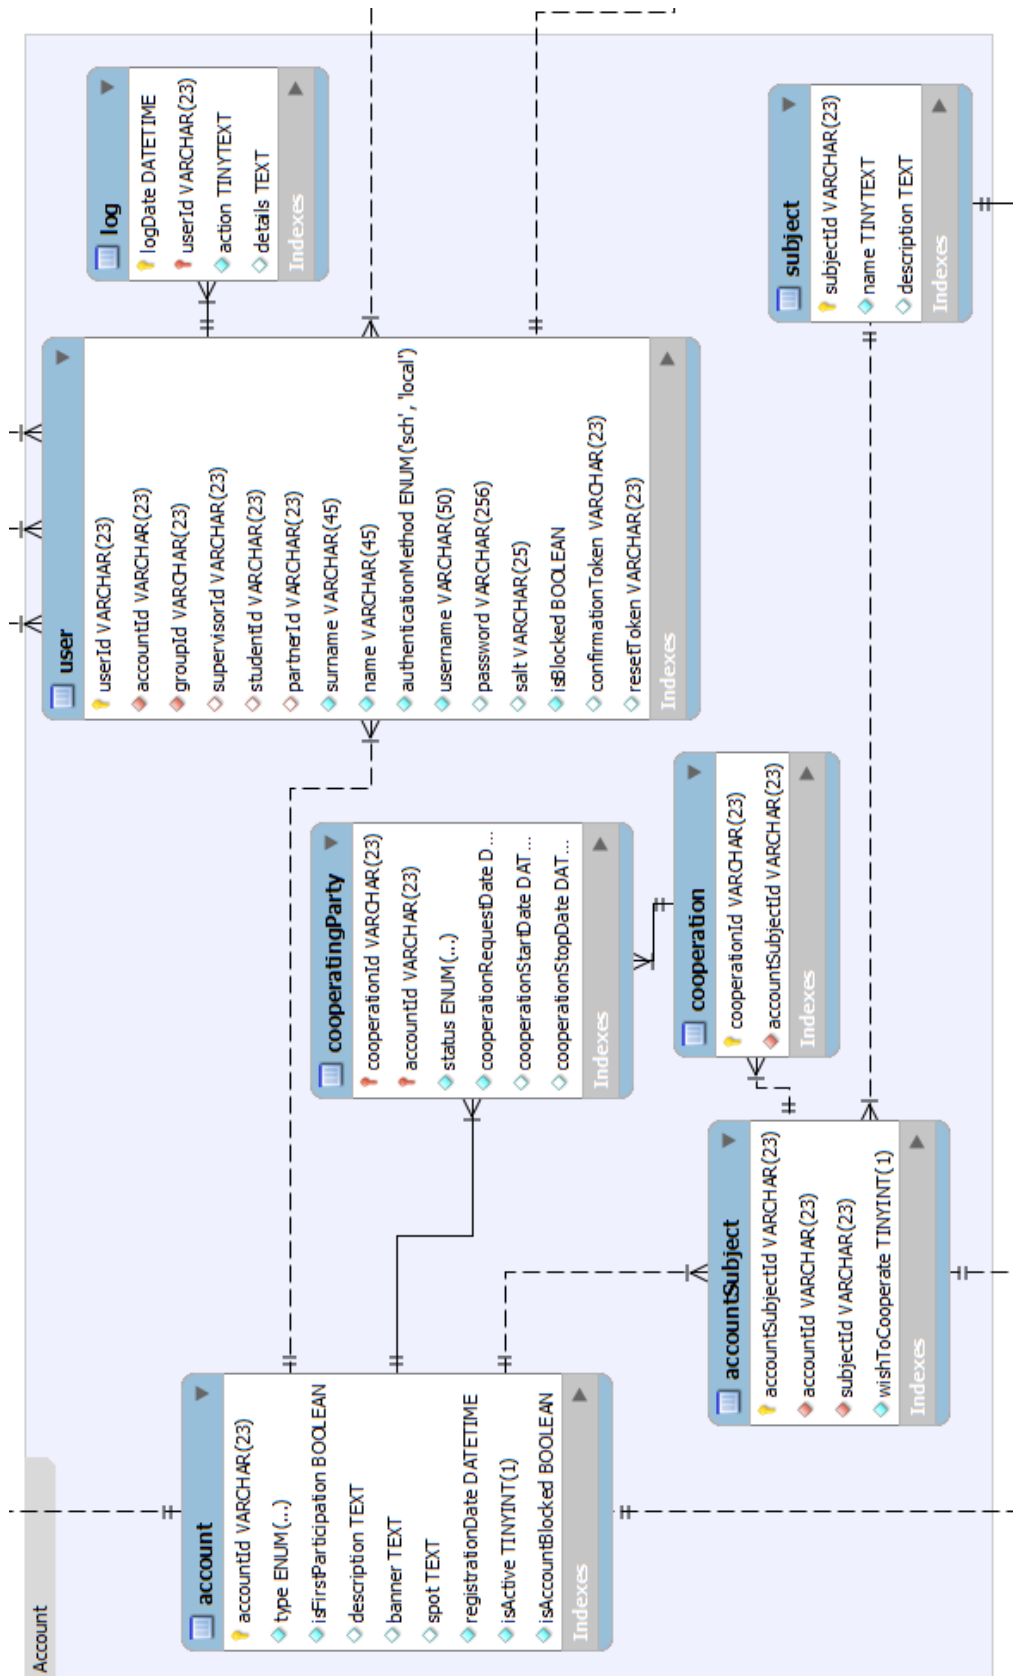 Account
account
accountId VARCHAR(23)
type ENUM(...)
isFirstParticipation BOOLEAN
description TEXT
banner TEXT
spot TEXT
registrationDate DATETIME
isActive TINYINT(1)
isAccountBlocked BOOLEAN
Indexes
user
userId VARCHAR(23)
accountId VARCHAR(23)
groupId VARCHAR(23)
supervisorId VARCHAR(23)
studentId VARCHAR(23)
partnerId VARCHAR(23)
surname VARCHAR(45)
name VARCHAR(45)
authenticationMethod ENUM('sch', 'local')
username VARCHAR(50)
password VARCHAR(256)
salt VARCHAR(25)
isBlocked BOOLEAN
confirmationToken VARCHAR(23)
resetToken VARCHAR(23)
Indexes
log
logDate DATETIME
userId VARCHAR(23)
action TINYTEXT
details TEXT
Indexes
cooperatingParty
cooperationId VARCHAR(23)
accountId VARCHAR(23)
status ENUM(...)
cooperationRequestDate D...
cooperationStartDate DAT...
cooperationStopDate DAT...
Indexes
cooperation
cooperationId VARCHAR(23)
accountSubjectId VARCHAR(23)
Indexes
accountSubject
accountSubjectId VARCHAR(23)
accountId VARCHAR(23)
subjectId VARCHAR(23)
wishToCooperate TINYINT(1)
Indexes
subject
subjectId VARCHAR(23)
name TINYTEXT
description TEXT
Indexes